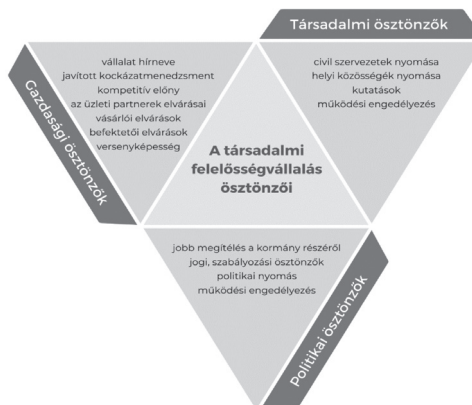 Társadalmi ösztönzők
civil szervezetek nyomása
helyi közösségek nyomása
kutatások
működési engedélyezés
Gazdasági ösztönzők
vállalat hírneve
javított kockázatmenedzsment
kompetitív előny
az üzleti partnerek elvárásai
vásárlói elvárások
befektetői elvárások
versenyképesség
A társadalmi
felelősségvállalás
ösztönzői
jobb megítélés a kormány részéről
jogi, szabályozási ösztönzők
politikai nyomás
működési engedélyezés
Politikai ösztönzők